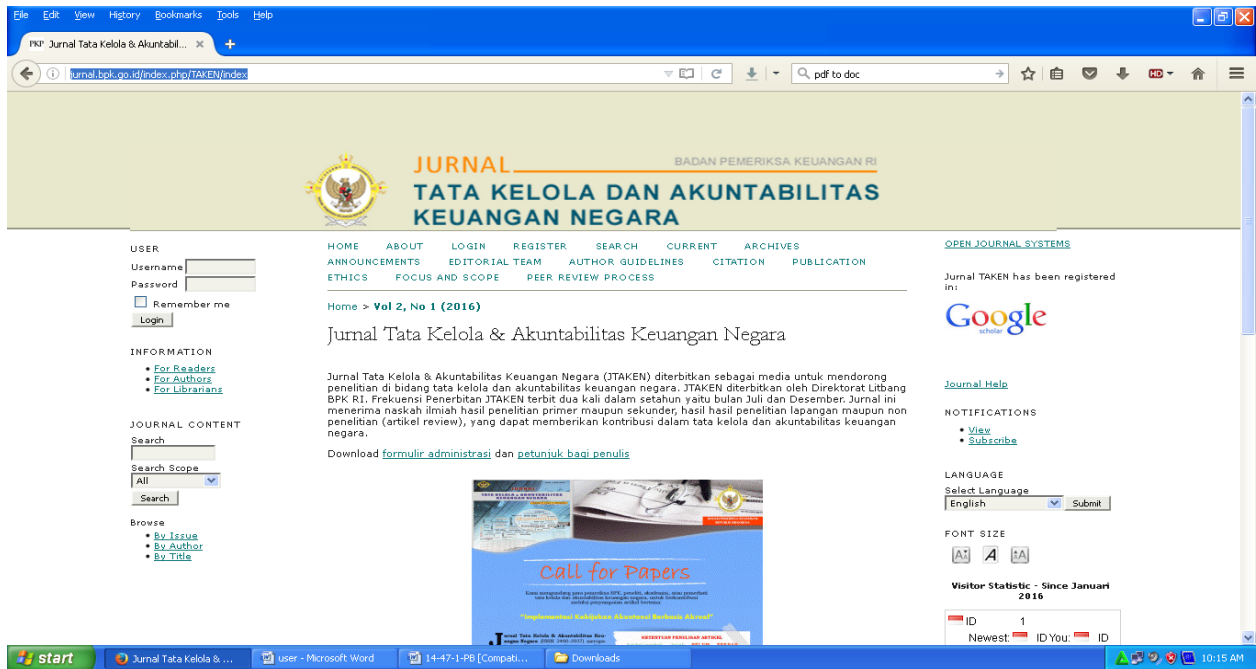 File Edit View History Bookmarks Tools Help
PKP Jurnal Tata Kelola & Akuntabil... × +
jurnal.bpk.go.id/index.php/TAKEN/index
pdf to doc
HD
JURNAL
BADAN PEMERIKSA KEUANGAN RI
TATA KELOLA DAN AKUNTABILITAS
KEUANGAN NEGARA
USER
Username
Password
Remember me
Login
INFORMATION
For Readers
For Authors
For Librarians
JOURNAL CONTENT
Search
Search Scope
All
Search
Browse
By Issue
By Author
By Title
HOME ABOUT LOGIN REGISTER SEARCH CURRENT ARCHIVES
ANNOUNCEMENTS EDITORIAL TEAM AUTHOR GUIDELINES CITATION PUBLICATION
ETHICS FOCUS AND SCOPE PEER REVIEW PROCESS
Home > Vol 2, No 1 (2016)
Jurnal Tata Kelola & Akuntabilitas Keuangan Negara
Jurnal Tata Kelola & Akuntabilitas Keuangan Negara (JTAKEN) diterbitkan sebagai media untuk mendorong
penelitian di bidang tata kelola dan akuntabilitas keuangan negara. JTAKEN diterbitkan oleh Direktorat Litbang
BPK RI. Frekuensi Penerbitan JTAKEN terbit dua kali dalam setahun yaitu bulan Juli dan Desember. Jurnal ini
menerima naskah ilmiah hasil penelitian primer maupun sekunder, hasil hasil penelitian lapangan maupun non
penelitian (artikel review), yang dapat memberikan kontribusi dalam tata kelola dan akuntabilitas keuangan
negara.
Download formulir administrasi dan petunjuk bagi penulis
Call for Papers
"Implementasi Kebijakan Akuntansi Berbasis Akrual"
OPEN JOURNAL SYSTEMS
Jurnal TAKEN has been registered
in:
Google
scholar
Journal Help
NOTIFICATIONS
View
Subscribe
LANGUAGE
Select Language
English Submit
FONT SIZE
Visitor Statistic - Since Januari
2016
ID 1
Newest: ID You: ID
start Jurnal Tata Kelola & ... user - Microsoft Word 14-47-1-PB [Compati... Downloads 10:15 AM